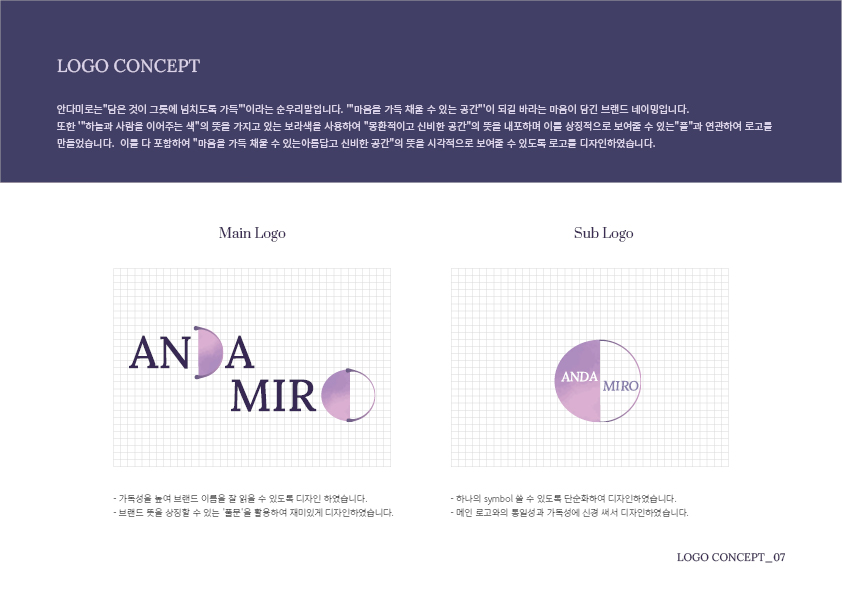 LOGO CONCEPT
안다미로는"담은 것이 그릇에 넘치도록 가득"'이라는 순우리말입니다. '"마음을 가득 채울 수 있는 공간"'이 되길 바라는 마음이 담긴 브랜드 네이밍입니다.
또한 '"하늘과 사람을 이어주는 색"의 뜻을 가지고 있는 보라색을 사용하여 "몽환적이고 신비한 공간"의 뜻을 내포하며 이를 상징적으로 보여줄 수 있는"풀"과 연관하여 로고를
만들었습니다. 이를 다 포함하여 "마음을 가득 채울 수 있는아름답고 신비한 공간"의 뜻을 시각적으로 보여줄 수 있도록 로고를 디자인하였습니다.
Main Logo
Sub Logo
ANDA
MIRO
ANDA
MIRO
- 가독성을 높여 브랜드 이름을 잘 읽을 수 있도록 디자인 하였습니다.
- 브랜드 뜻을 상징할 수 있는 '풀문'을 활용하여 재미있게 디자인하였습니다.
- 하나의 symbol 쓸 수 있도록 단순화하여 디자인하였습니다.
- 메인 로고와의 통일성과 가독성에 신경 써서 디자인하였습니다.
LOGO CONCEPT_07